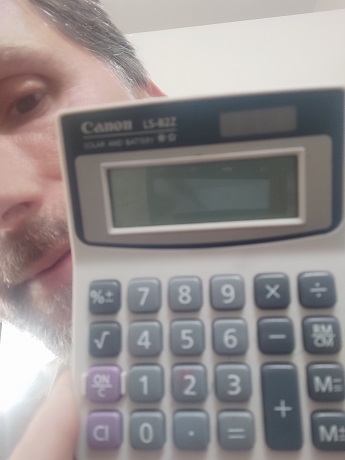 Canon LS-82Z
SOLAR AND BATTERY
%± 7 8 9 × ÷
√ 4 5 6 − RM CM
ON/C 1 2 3 + M−
CI 0 · = M±